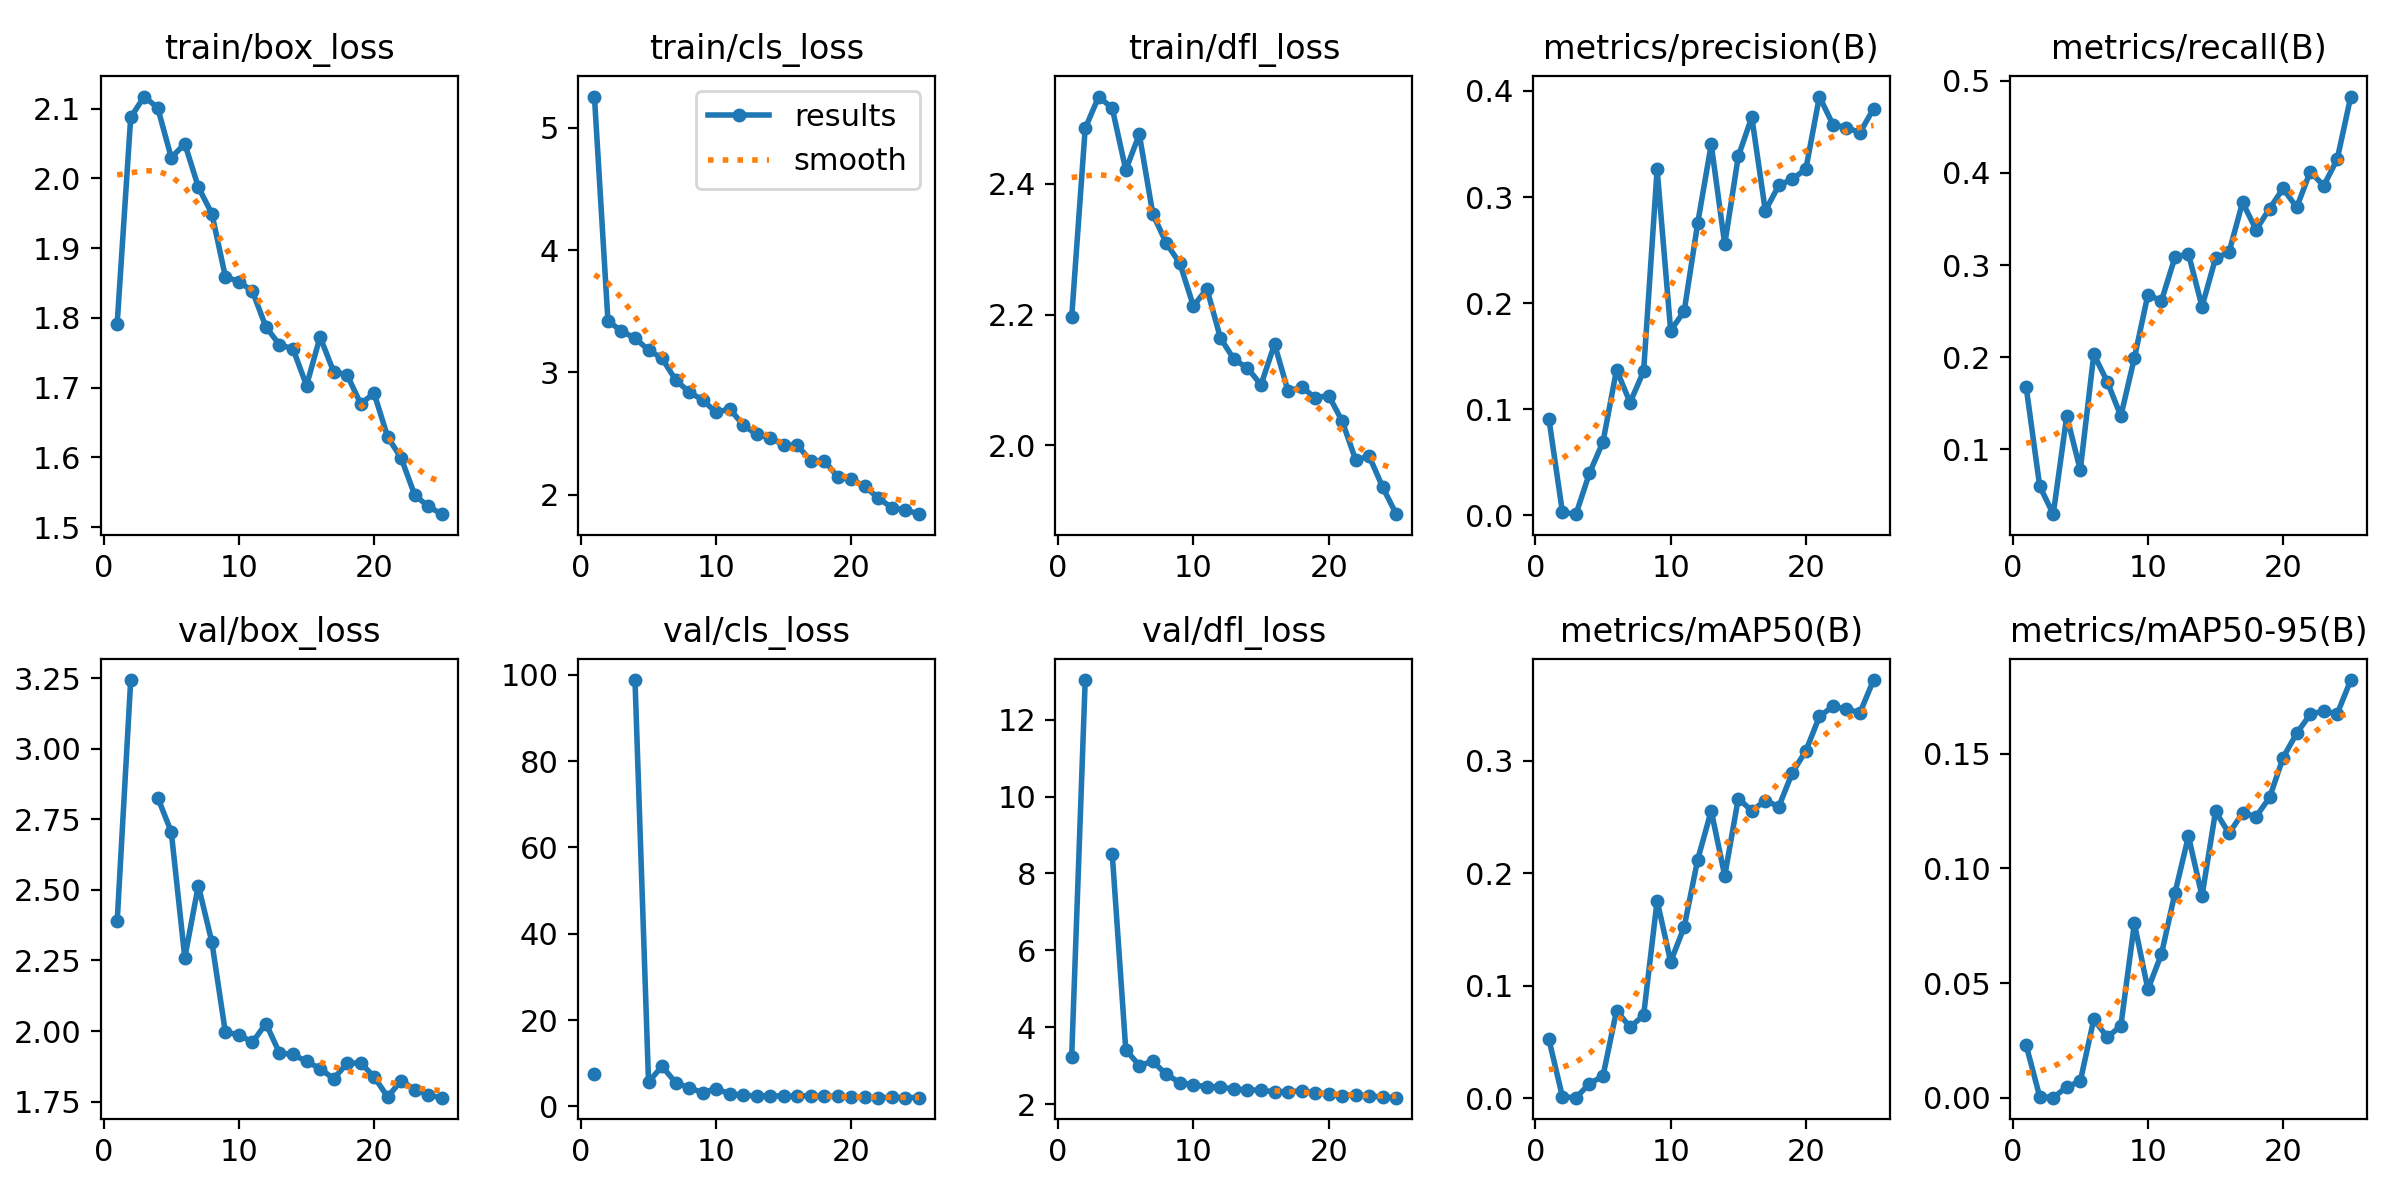 train/box_loss
train/cls_loss
train/dfl_loss
metrics/precision(B)
metrics/recall(B)
2.1
2.0
1.9
1.8
1.7
1.6
1.5
0 10 20
5
4
3
2
0 10 20
results
smooth
2.4
2.2
2.0
0 10 20
0.4
0.3
0.2
0.1
0.0
0 10 20
0.5
0.4
0.3
0.2
0.1
0 10 20
val/box_loss
val/cls_loss
val/dfl_loss
metrics/mAP50(B)
metrics/mAP50-95(B)
3.25
3.00
2.75
2.50
2.25
2.00
1.75
0 10 20
100
80
60
40
20
0
0 10 20
12
10
8
6
4
2
0 10 20
0.3
0.2
0.1
0.0
0 10 20
0.15
0.10
0.05
0.00
0 10 20